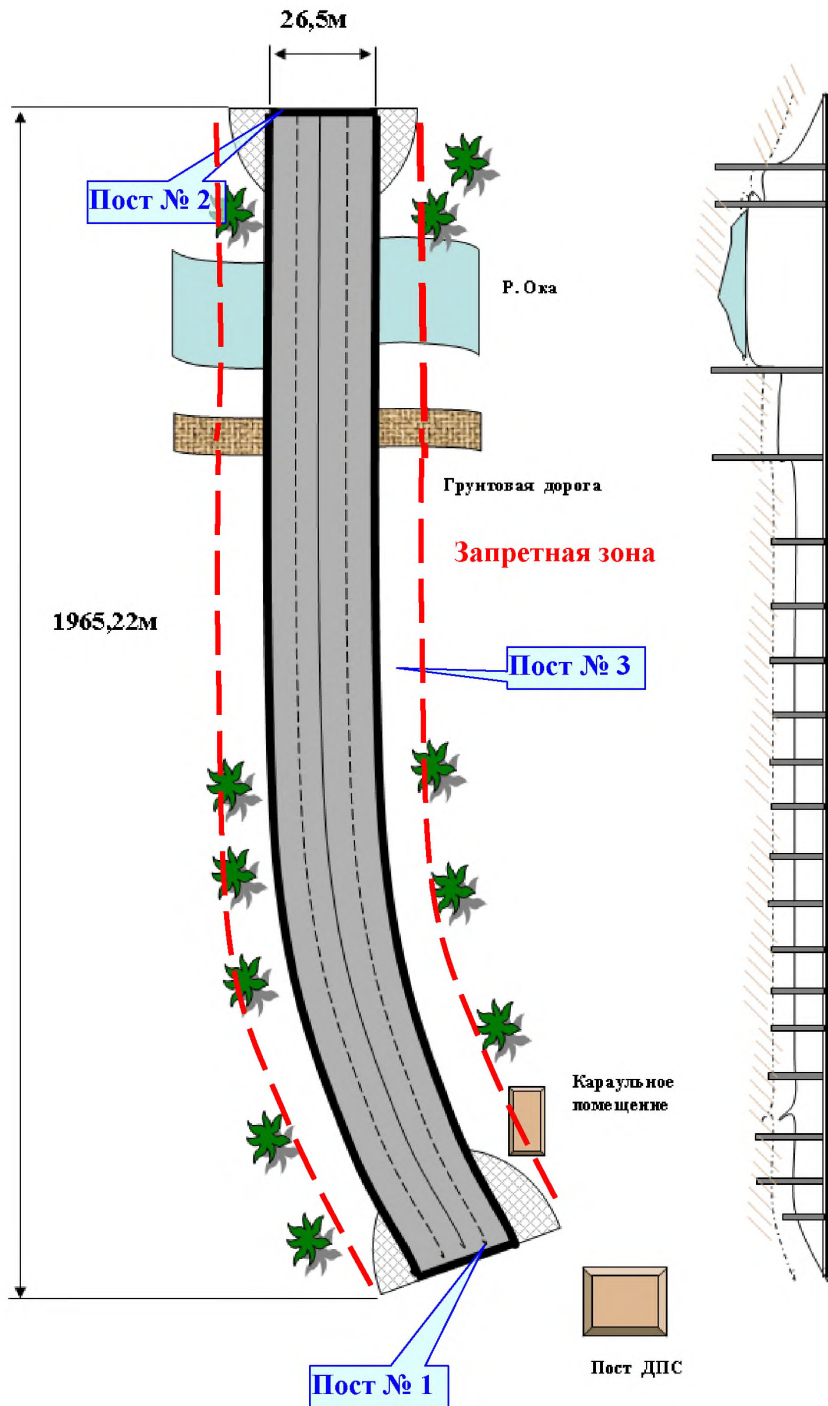 26,5м
Пост № 2
Р. Ока
Грунтовая дорога
Запретная зона
1965,22м
Пост № 3
Караульное
помещение
Пост ДПС
Пост № 1